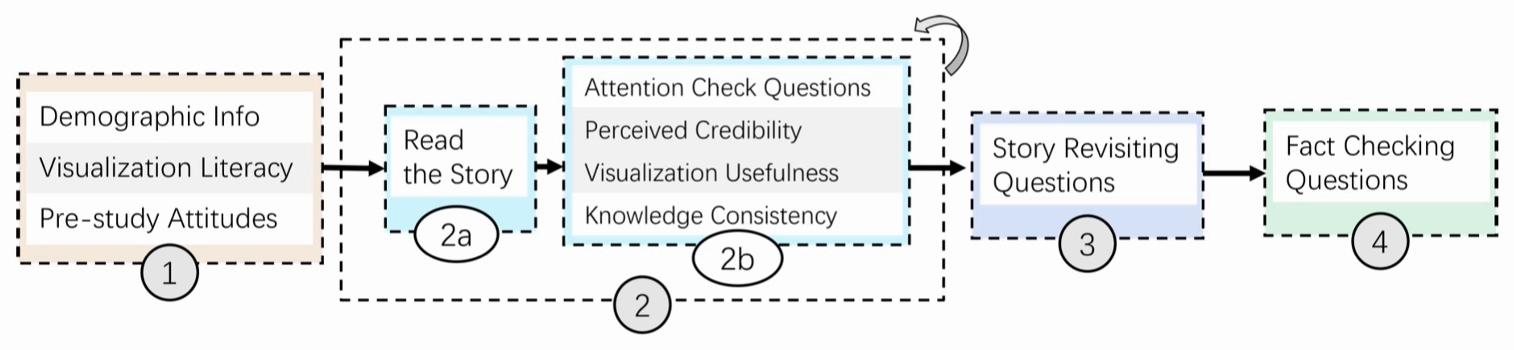 Demographic Info
Visualization Literacy
Pre-study Attitudes
1
Read
the Story
2a
Attention Check Questions
Perceived Credibility
Visualization Usefulness
Knowledge Consistency
2b
2
Story Revisiting
Questions
3
Fact Checking
Questions
4